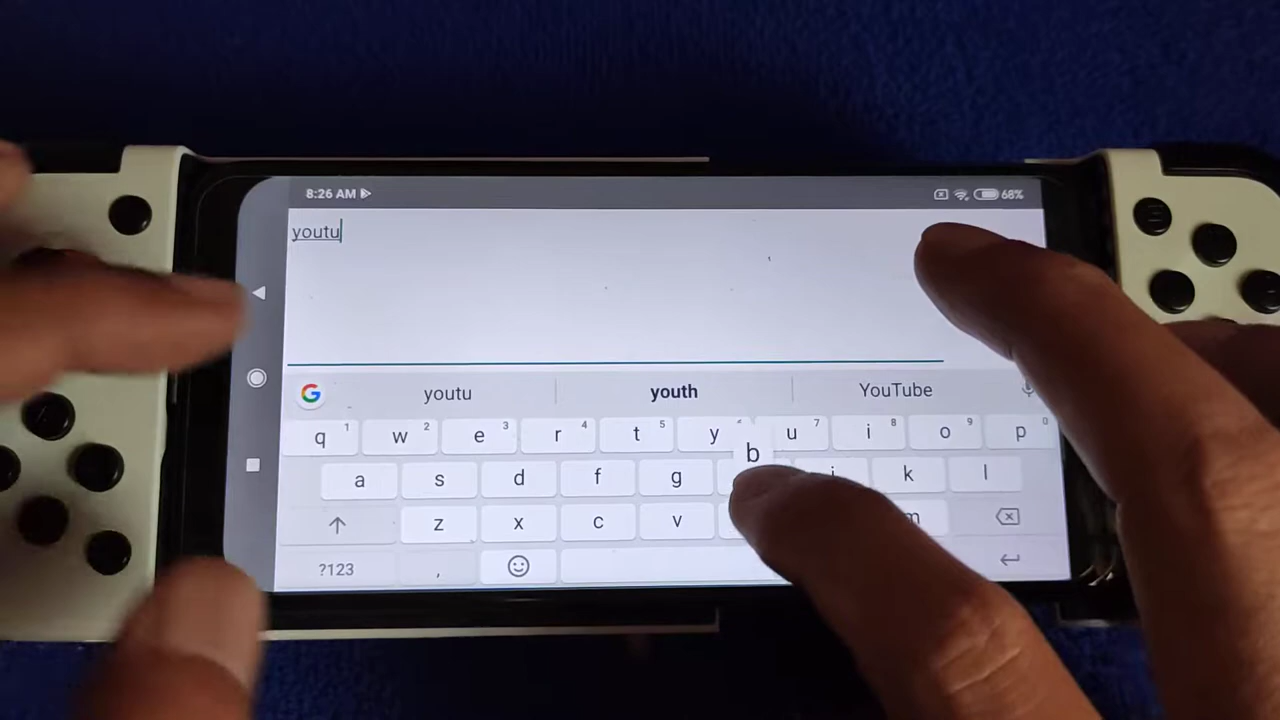 8:26 AM 68%
youtu
youtu youth YouTube
q 1 w 2 e 3 r 4 t 5 y u 7 i 8 o 9 p 0
b
a s d f g k l
z x c v m
?123 ,